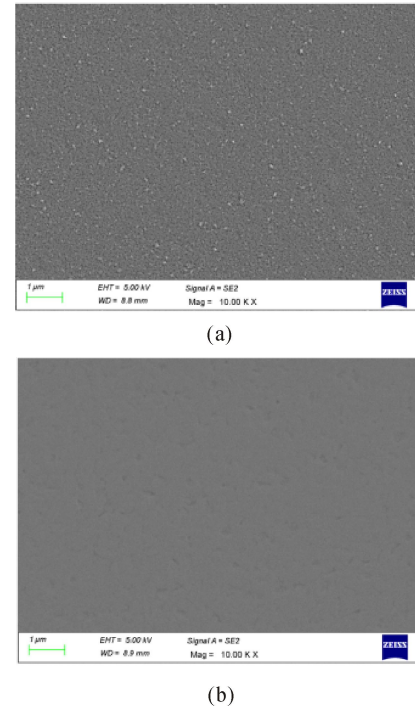 1 µm
EHT = 5.00 kV
Signal A = SE2
ZEISS
WD = 8.8 mm
Mag = 10.00 K X
(a)
1 µm
EHT = 5.00 kV
Signal A = SE2
ZEISS
WD = 8.9 mm
Mag = 10.00 K X
(b)